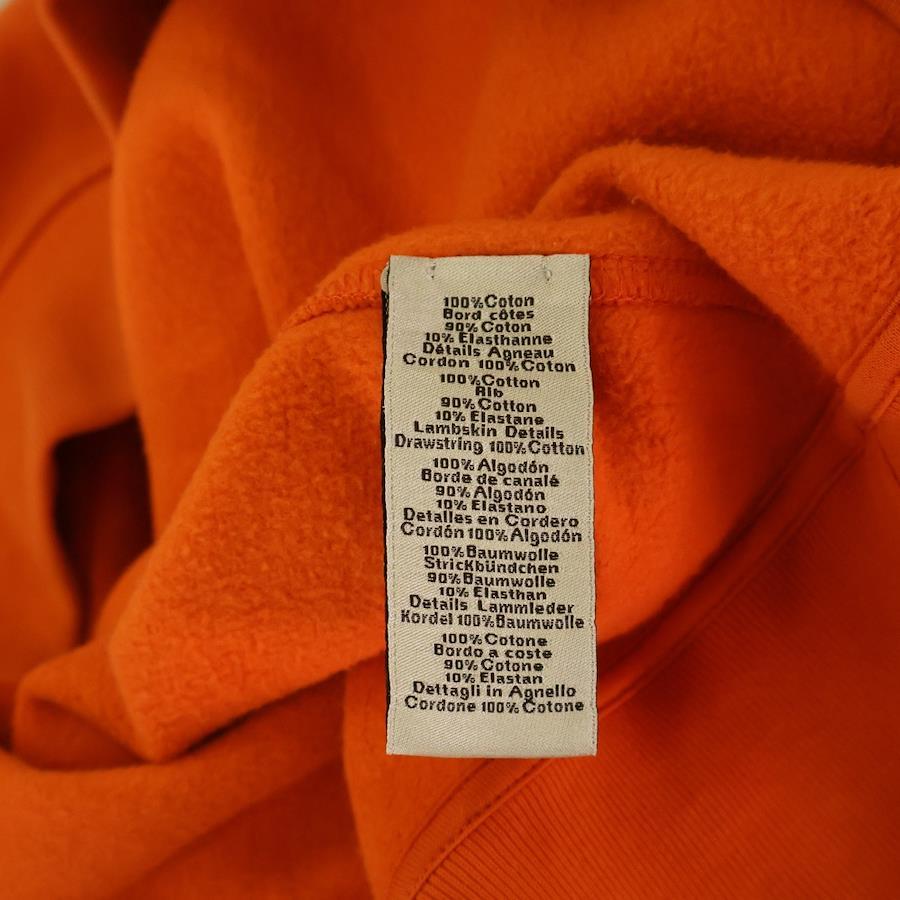 100%Coton
Bord côtes
90% Coton
10% Elasthanne
Détails Agneau
Cordon 100% Coton
100%Cotton
Rib
90% Cotton
10% Elastane
Lambskin Details
Drawstring 100%Cotton
100% Algodón
Borde de canalé
90% Algodón
10% Elastano
Detalles en Cordero
Cordón 100% Algodón
100%Baumwolle
StricKbündchen
90%Baumwolle
10% Elasthan
Details Lammleder
Kordel 100%Baumwolle
100%Cotone
Bordo a coste
90% Cotone
10% Elastan
Dettagli in Agnello
Cordone 100% Cotone